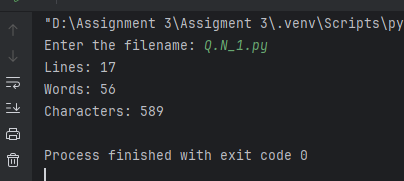 "D:\Assignment 3\Assigment 3\.venv\Scripts\py
Enter the filename: Q.N_1.py
Lines: 17
Words: 56
Characters: 589
Process finished with exit code 0